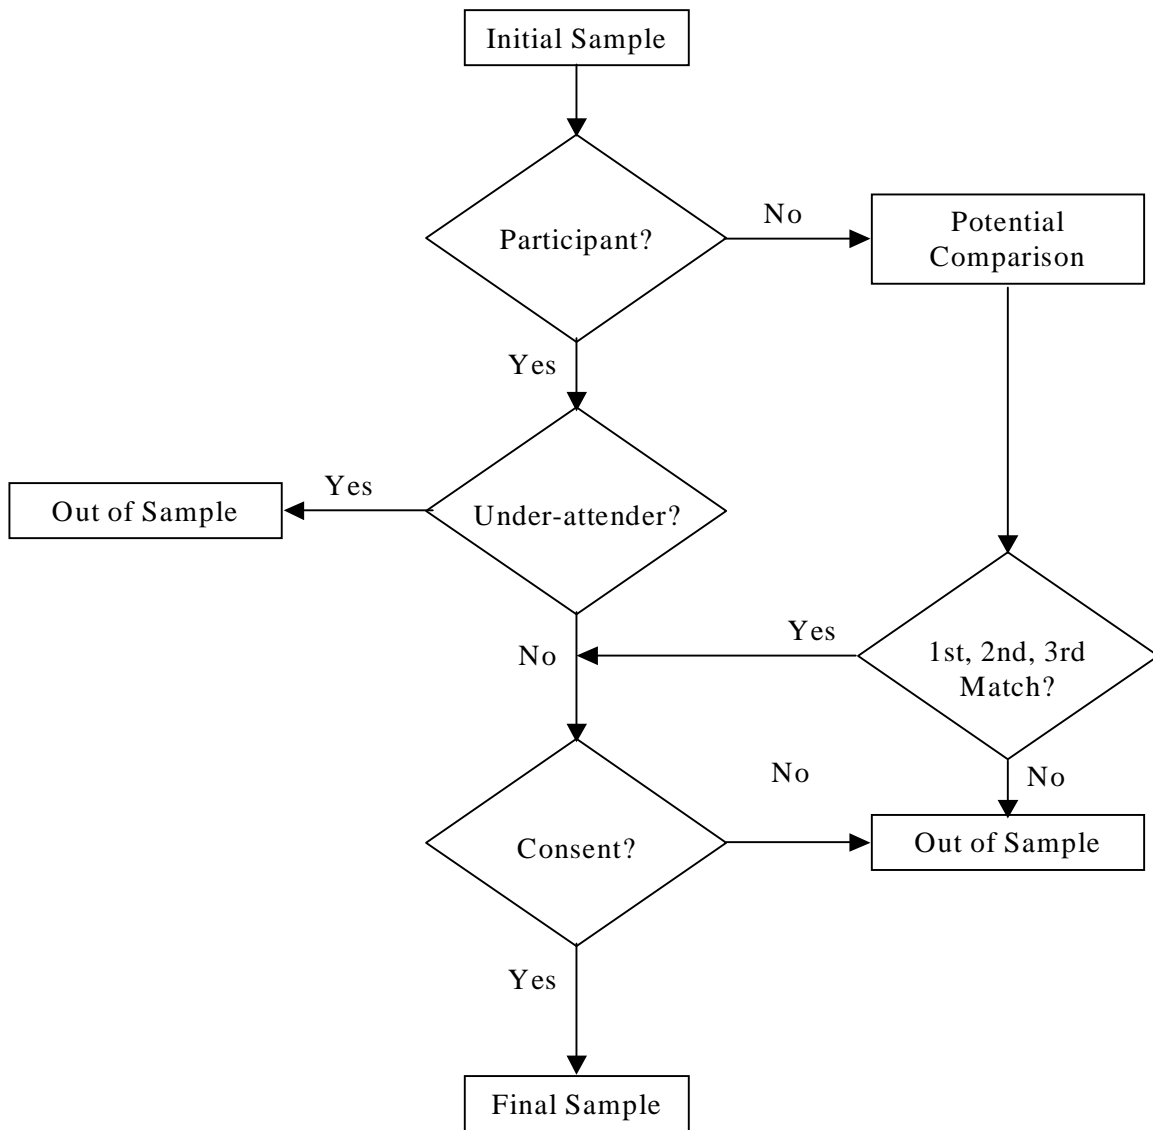 Initial Sample
No
Participant?
Potential
Comparison
Yes
Yes
Out of Sample
Under-attender?
Yes
No
1st, 2nd, 3rd
Match?
No
No
Consent?
Out of Sample
Yes
Final Sample